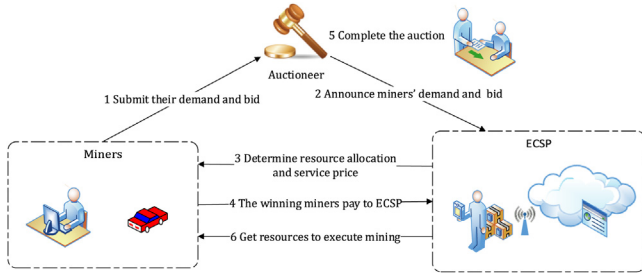 5 Complete the auction
Auctioneer
1 Submit their demand and bid
2 Announce miners' demand and bid
Miners
ECSP
3 Determine resource allocation
and service price
4 The winning miners pay to ECSP
6 Get resources to execute mining